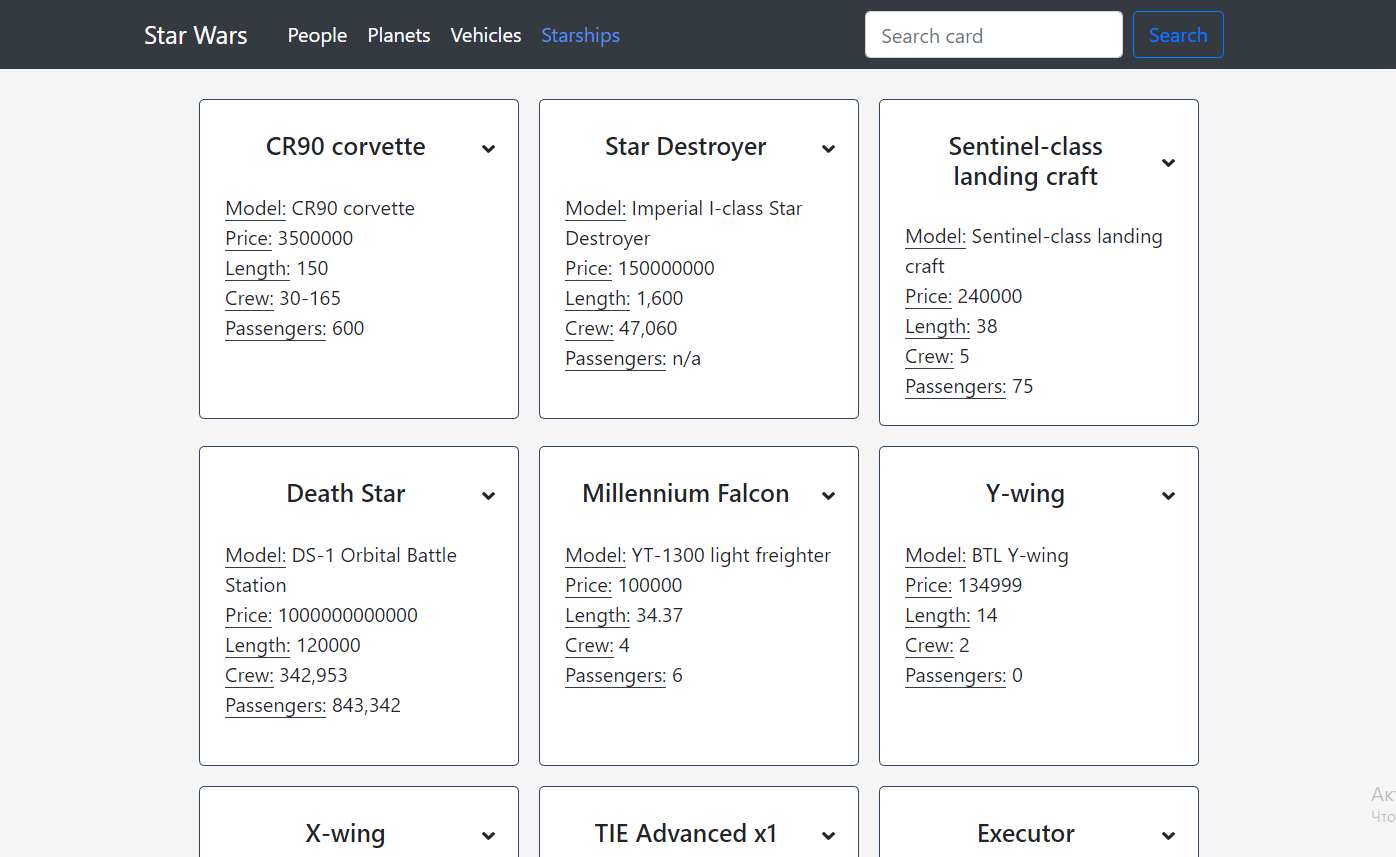 Star Wars People Planets Vehicles Starships Search card Search
CR90 corvette
Model: CR90 corvette
Price: 3500000
Length: 150
Crew: 30-165
Passengers: 600
Star Destroyer
Model: Imperial I-class Star
Destroyer
Price: 150000000
Length: 1,600
Crew: 47,060
Passengers: n/a
Sentinel-class
landing craft
Model: Sentinel-class landing
craft
Price: 240000
Length: 38
Crew: 5
Passengers: 75
Death Star
Model: DS-1 Orbital Battle
Station
Price: 1000000000000
Length: 120000
Crew: 342,953
Passengers: 843,342
Millennium Falcon
Model: YT-1300 light freighter
Price: 100000
Length: 34.37
Crew: 4
Passengers: 6
Y-wing
Model: BTL Y-wing
Price: 134999
Length: 14
Crew: 2
Passengers: 0
X-wing
TIE Advanced x1
Executor